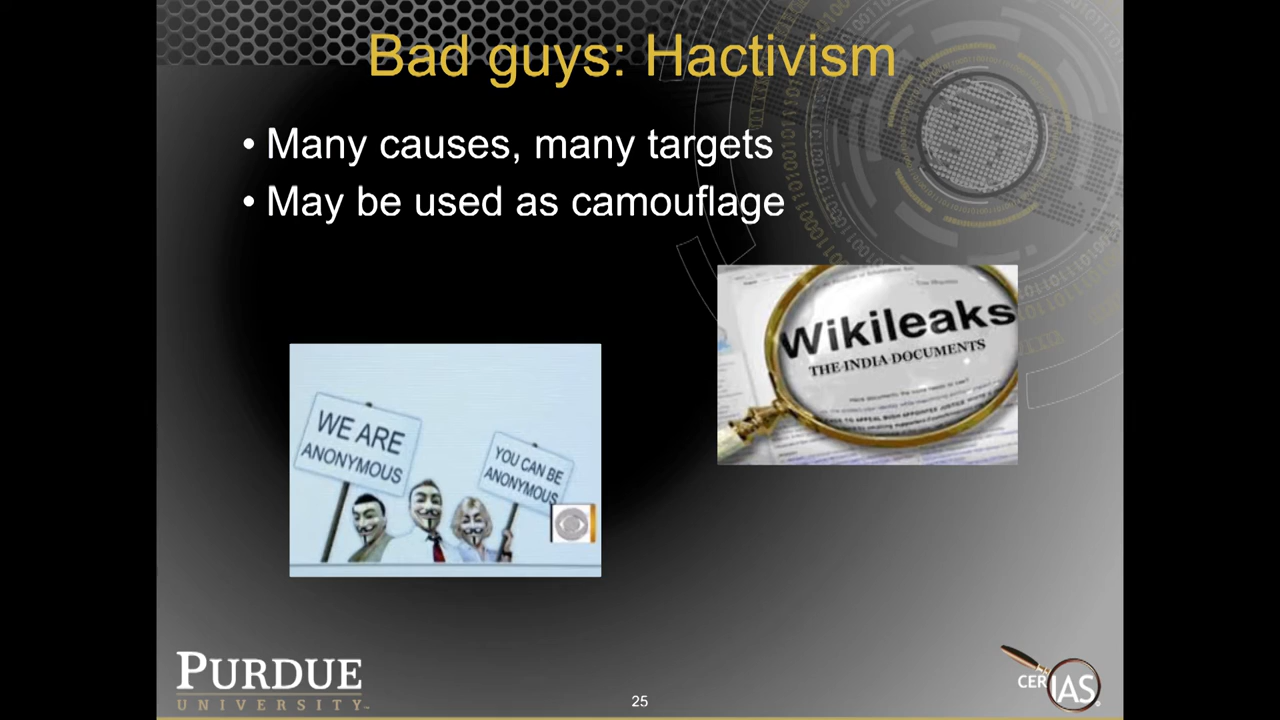 Bad guys: Hactivism
• Many causes, many targets
• May be used as camouflage
Wikileaks
THE INDIA DOCUMENTS
WE ARE
ANONYMOUS
YOU CAN BE
ANONYMOUS
PURDUE
UNIVERSITY
CERIAS
25